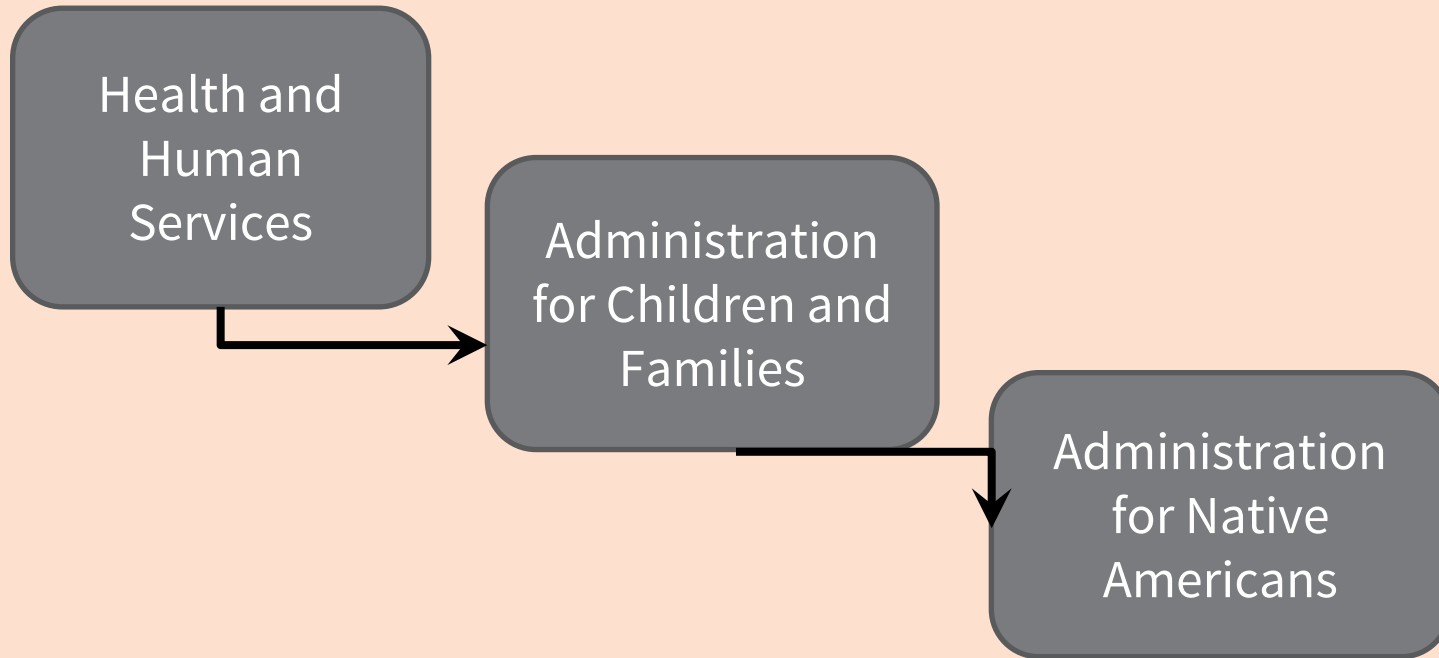 Health and
Human
Services
Administration
for Children and
Families
Administration
for Native
Americans